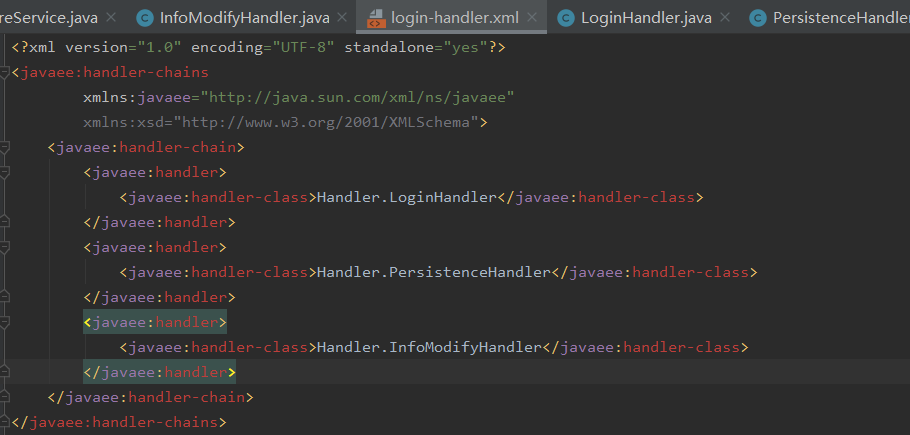 reService.java InfoModifyHandler.java login-handler.xml LoginHandler.java PersistenceHandler
<?xml version="1.0" encoding="UTF-8" standalone="yes"?>
<javaee:handler-chains
xmlns:javaee="http://java.sun.com/xml/ns/javaee"
xmlns:xsd="http://www.w3.org/2001/XMLSchema">
<javaee:handler-chain>
<javaee:handler>
<javaee:handler-class>Handler.LoginHandler</javaee:handler-class>
</javaee:handler>
<javaee:handler>
<javaee:handler-class>Handler.PersistenceHandler</javaee:handler-class>
</javaee:handler>
<javaee:handler>
<javaee:handler-class>Handler.InfoModifyHandler</javaee:handler-class>
</javaee:handler>
</javaee:handler-chain>
</javaee:handler-chains>